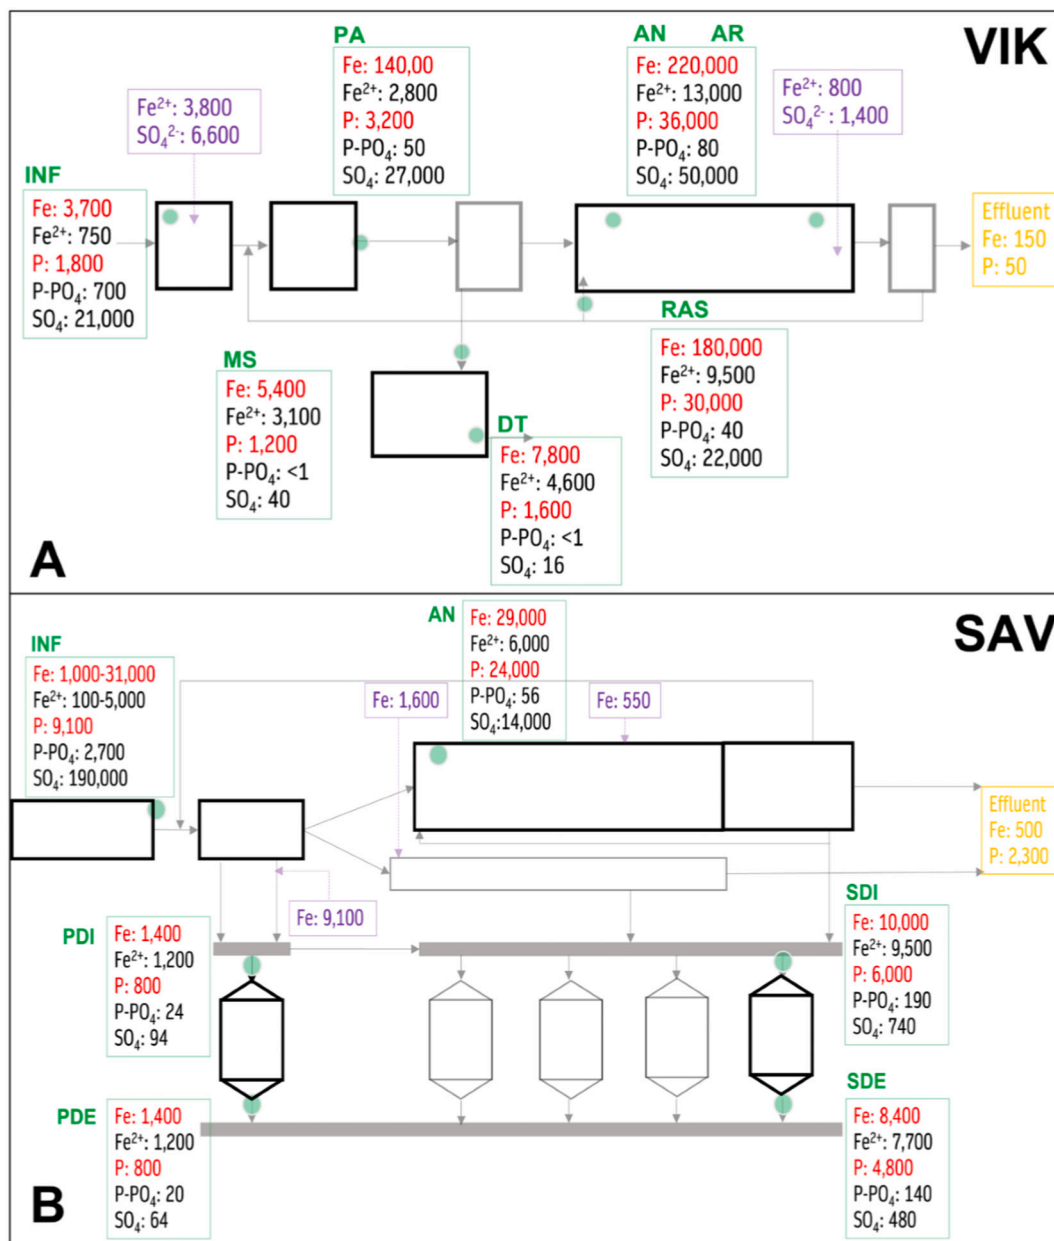 VIK
PA
Fe: 140,00
Fe²⁺: 2,800
P: 3,200
P-PO₄: 50
SO₄: 27,000
AN AR
Fe: 220,000
Fe²⁺: 13,000
P: 36,000
P-PO₄: 80
SO₄: 50,000
Fe²⁺: 3,800
SO₄²⁻: 6,600
Fe²⁺: 800
SO₄²⁻: 1,400
INF
Fe: 3,700
Fe²⁺: 750
P: 1,800
P-PO₄: 700
SO₄: 21,000
Effluent
Fe: 150
P: 50
RAS
Fe: 180,000
Fe²⁺: 9,500
P: 30,000
P-PO₄: 40
SO₄: 22,000
MS
Fe: 5,400
Fe²⁺: 3,100
P: 1,200
P-PO₄: <1
SO₄: 40
DT
Fe: 7,800
Fe²⁺: 4,600
P: 1,600
P-PO₄: <1
SO₄: 16
A
SAV
AN
Fe: 29,000
Fe²⁺: 6,000
P: 24,000
P-PO₄: 56
SO₄:14,000
INF
Fe: 1,000-31,000
Fe²⁺: 100-5,000
P: 9,100
P-PO₄: 2,700
SO₄: 190,000
Fe: 1,600
Fe: 550
Effluent
Fe: 500
P: 2,300
Fe: 9,100
PDI
Fe: 1,400
Fe²⁺: 1,200
P: 800
P-PO₄: 24
SO₄: 94
SDI
Fe: 10,000
Fe²⁺: 9,500
P: 6,000
P-PO₄: 190
SO₄: 740
PDE
Fe: 1,400
Fe²⁺: 1,200
P: 800
P-PO₄: 20
SO₄: 64
SDE
Fe: 8,400
Fe²⁺: 7,700
P: 4,800
P-PO₄: 140
SO₄: 480
B